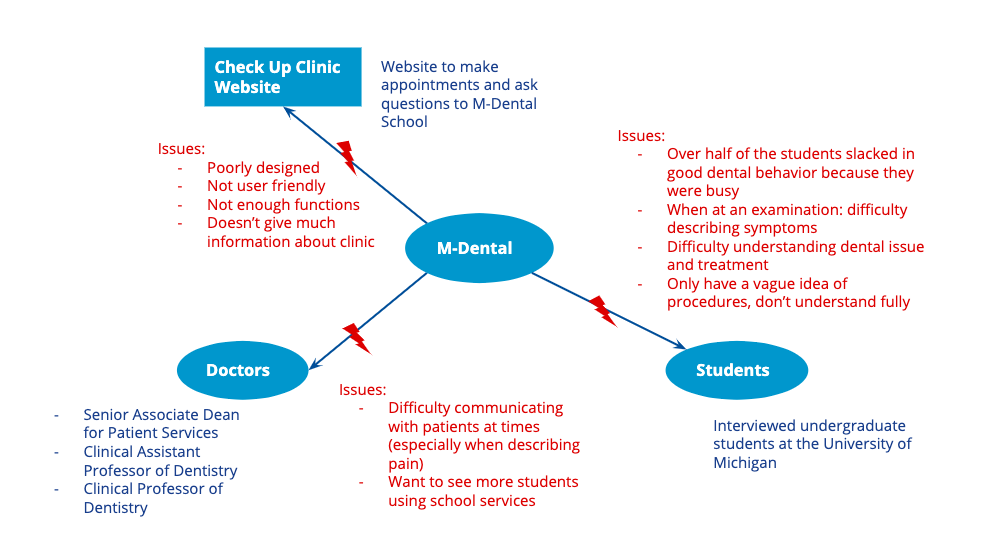 Check Up Clinic
Website
Website to make
appointments and ask
questions to M-Dental
School
Issues:
- Poorly designed
- Not user friendly
- Not enough functions
- Doesn't give much
information about clinic
Issues:
- Over half of the students slacked in
good dental behavior because they
were busy
- When at an examination: difficulty
describing symptoms
- Difficulty understanding dental issue
and treatment
- Only have a vague idea of
procedures, don't understand fully
M-Dental
Doctors
- Senior Associate Dean
for Patient Services
- Clinical Assistant
Professor of Dentistry
- Clinical Professor of
Dentistry
Issues:
- Difficulty communicating
with patients at times
(especially when describing
pain)
- Want to see more students
using school services
Students
Interviewed undergraduate
students at the University of
Michigan